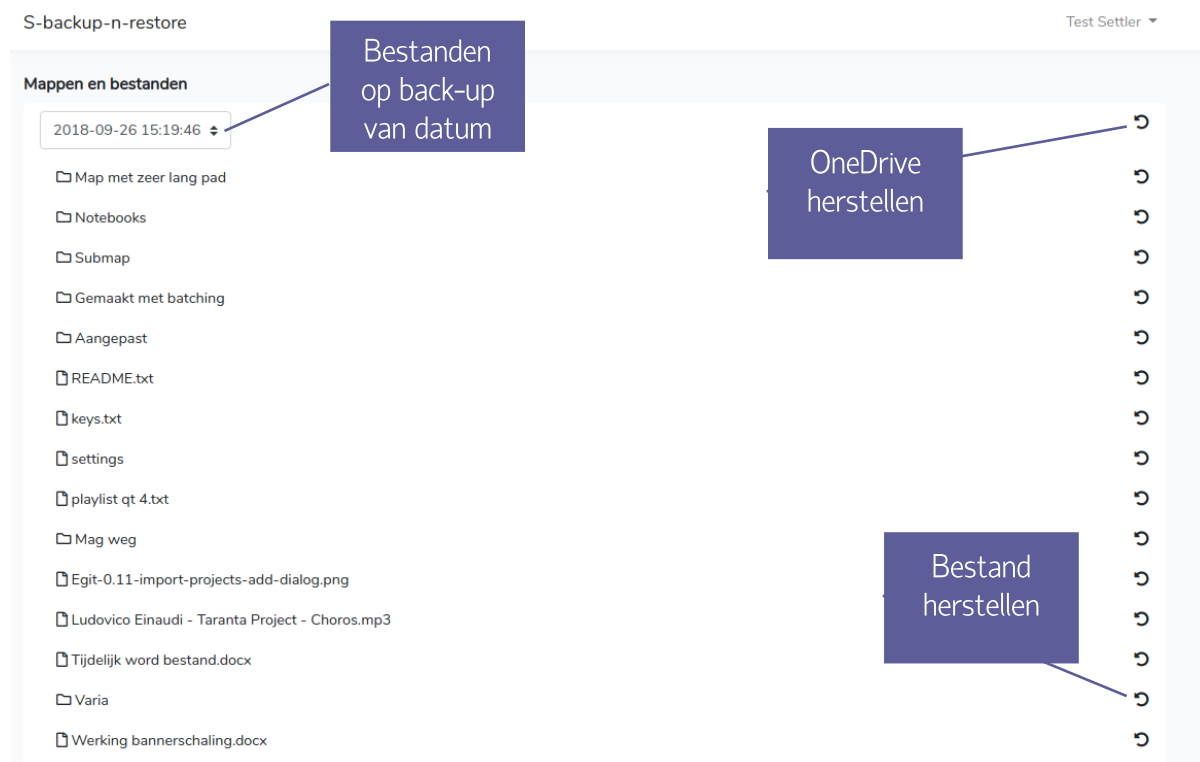 S-backup-n-restore
Test Settler
Bestanden
op back-up
van datum
Mappen en bestanden
2018-09-26 15:19:46
OneDrive
herstellen
Map met zeer lang pad
Notebooks
Submap
Gemaakt met batching
Aangepast
README.txt
keys.txt
settings
playlist qt 4.txt
Mag weg
Bestand
herstellen
Egit-0.11-import-projects-add-dialog.png
Ludovico Einaudi - Taranta Project - Choros.mp3
Tijdelijk word bestand.docx
Varia
Werking bannerschaling.docx